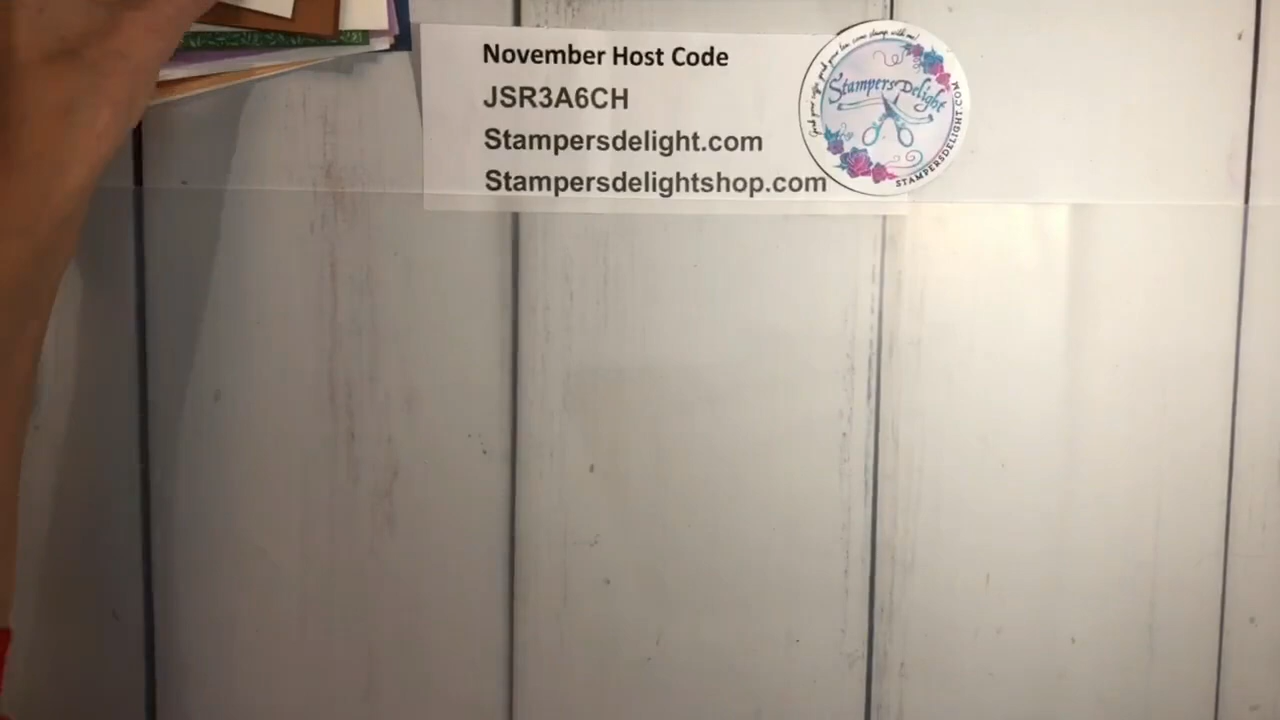 November Host Code
JSR3A6CH
Stampersdelight.com
Stampersdelightshop.com
Stampers Delight
STAMPERSDELIGHT.COM